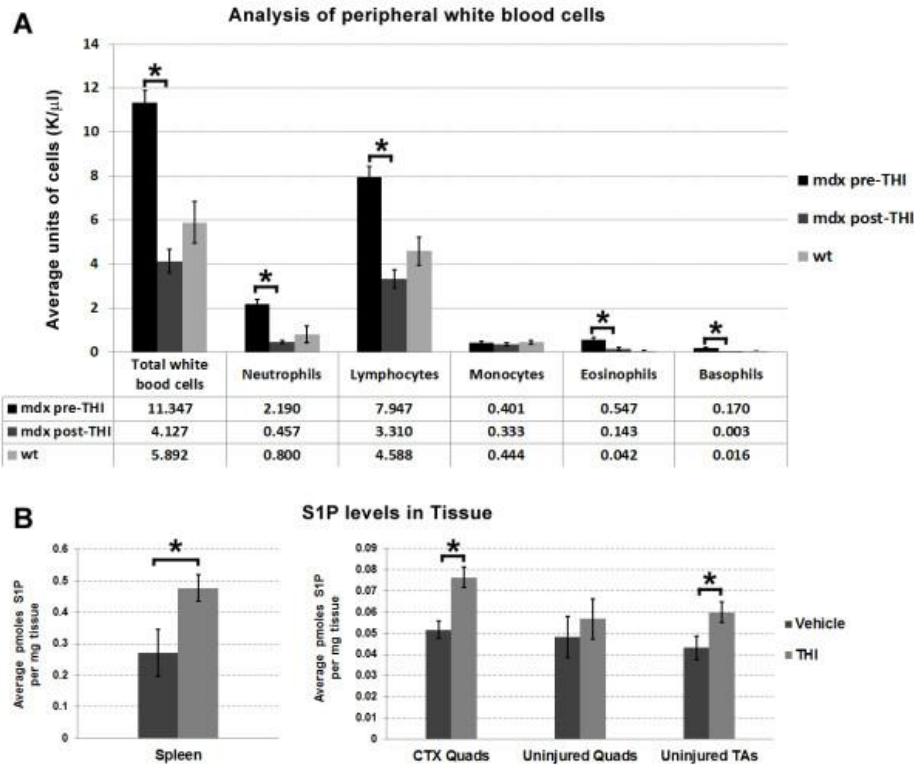 A
Analysis of peripheral white blood cells
Average units of cells (K/µl)
14
12
10
8
6
4
2
0
*
*
*
*
*
mdx pre-THI
mdx post-THI
wt
Total white bood cells Neutrophils Lymphocytes Monocytes Eosinophils Basophils
mdx pre-THI 11.347 2.190 7.947 0.401 0.547 0.170
mdx post-THI 4.127 0.457 3.310 0.333 0.143 0.003
wt 5.892 0.800 4.588 0.444 0.042 0.016
B
S1P levels in Tissue
Average pmoles S1P
per mg tissue
0.6
0.5
0.4
0.3
0.2
0.1
0
*
Spleen
Average pmoles S1P
per mg tissue
0.09
0.08
0.07
0.06
0.05
0.04
0.03
0.02
0.01
0
*
*
CTX Quads Uninjured Quads Uninjured TAs
Vehicle
THI